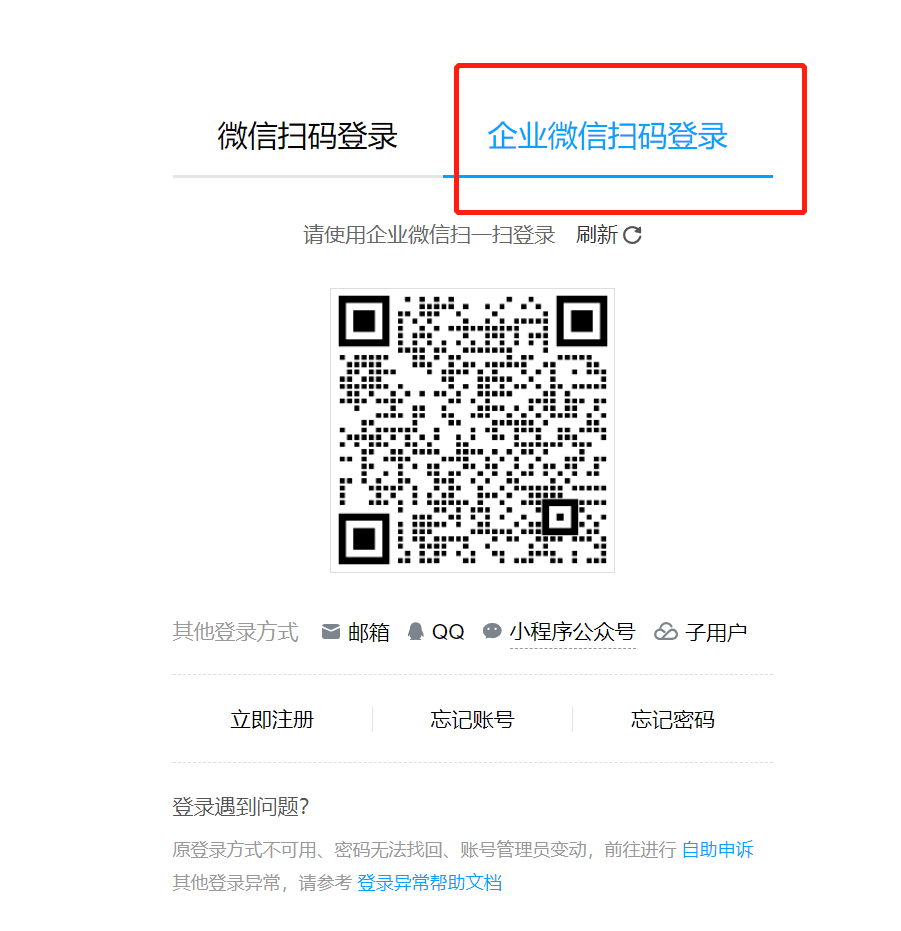 微信扫码登录 企业微信扫码登录
请使用企业微信扫一扫登录 刷新
其他登录方式 邮箱 QQ 小程序公众号 子用户
立即注册 忘记账号 忘记密码
登录遇到问题?
原登录方式不可用、密码无法找回、账号管理员变动，前往进行 自助申诉
其他登录异常，请参考 登录异常帮助文档